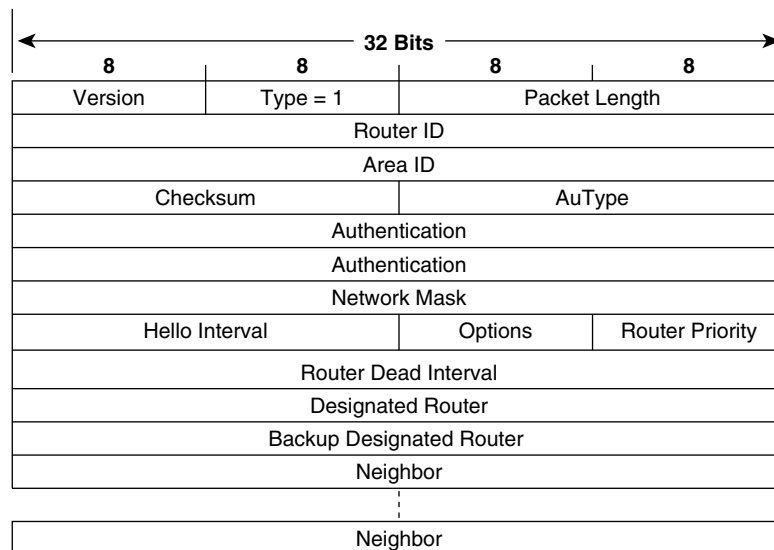 32 Bits
8 8 8 8
Version Type = 1 Packet Length
Router ID
Area ID
Checksum AuType
Authentication
Authentication
Network Mask
Hello Interval Options Router Priority
Router Dead Interval
Designated Router
Backup Designated Router
Neighbor
Neighbor